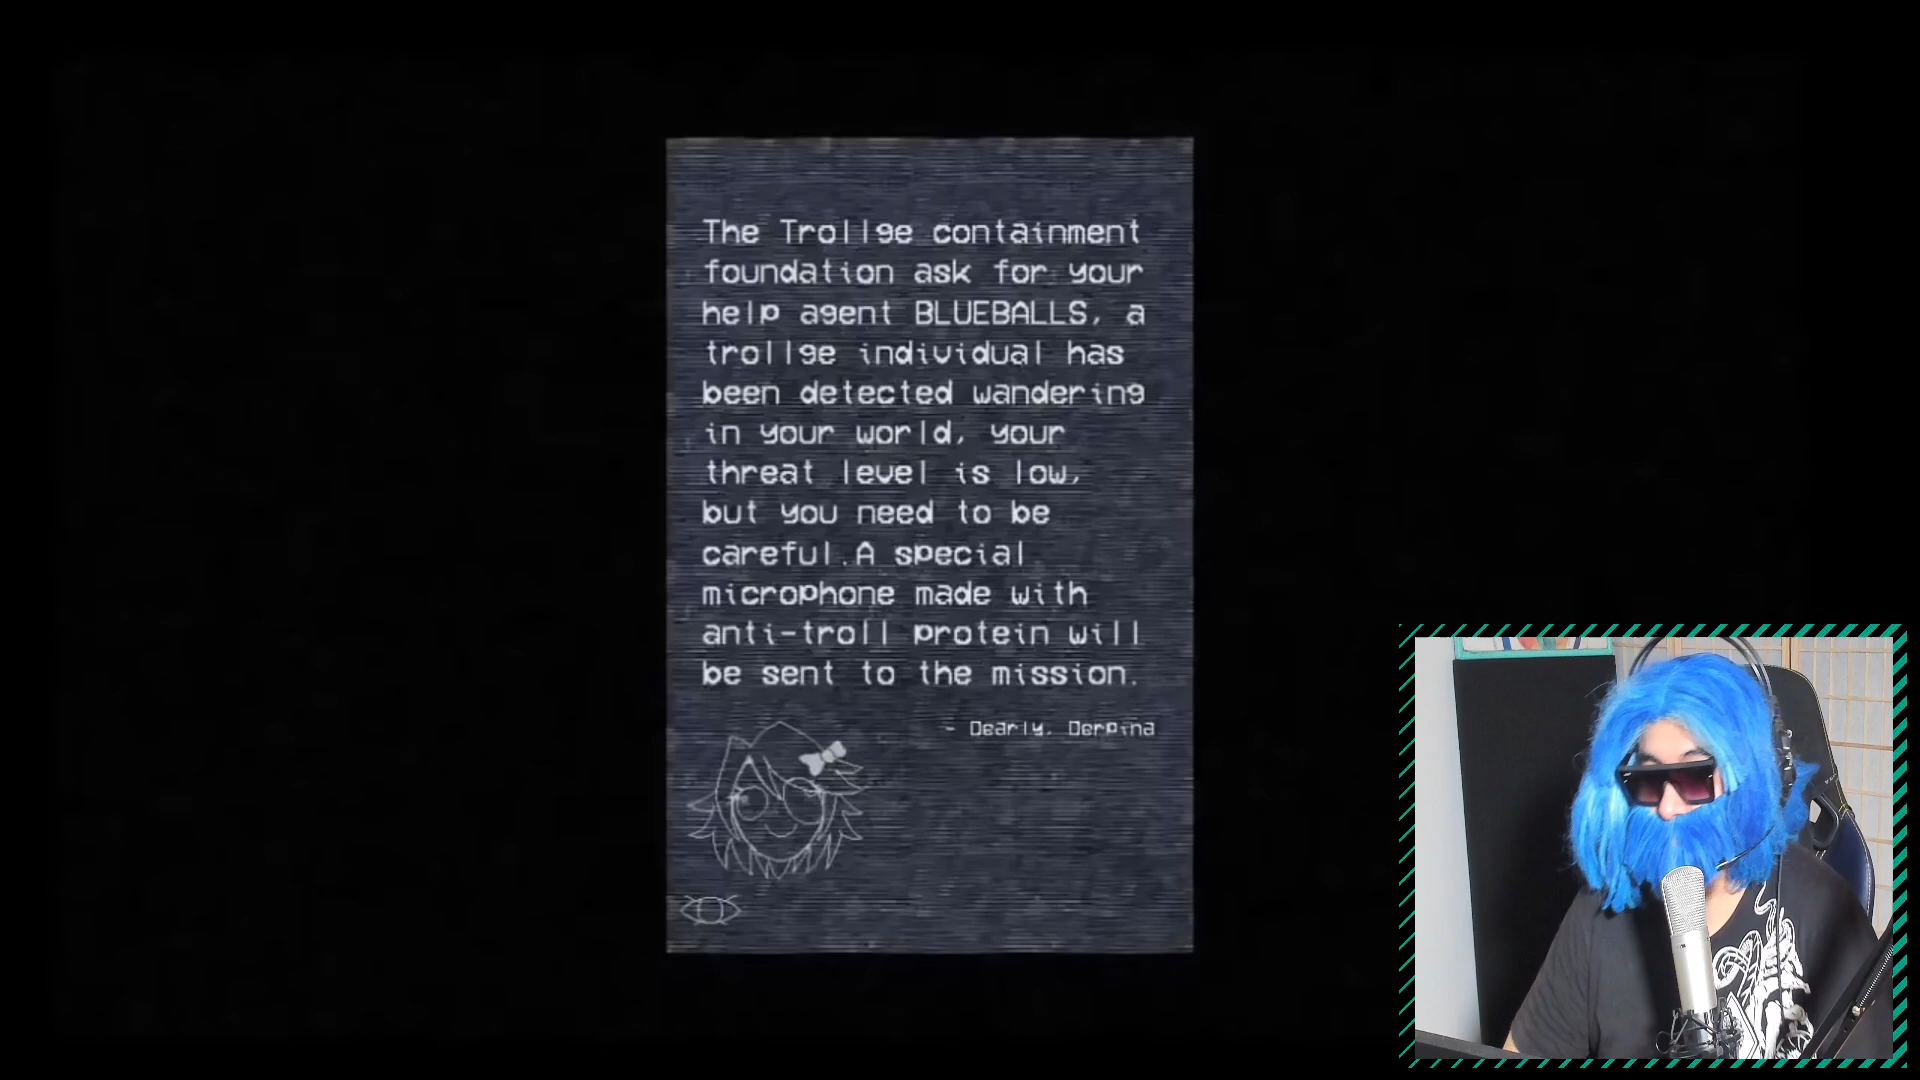 The Trollge containment
foundation ask for your
help agent BLUEBALLS, a
trollge individual has
been detected wandering
in your world, your
threat level is low,
but you need to be
careful.A special
microphone made with
anti-troll protein will
be sent to the mission.
- Dearly, Derpina